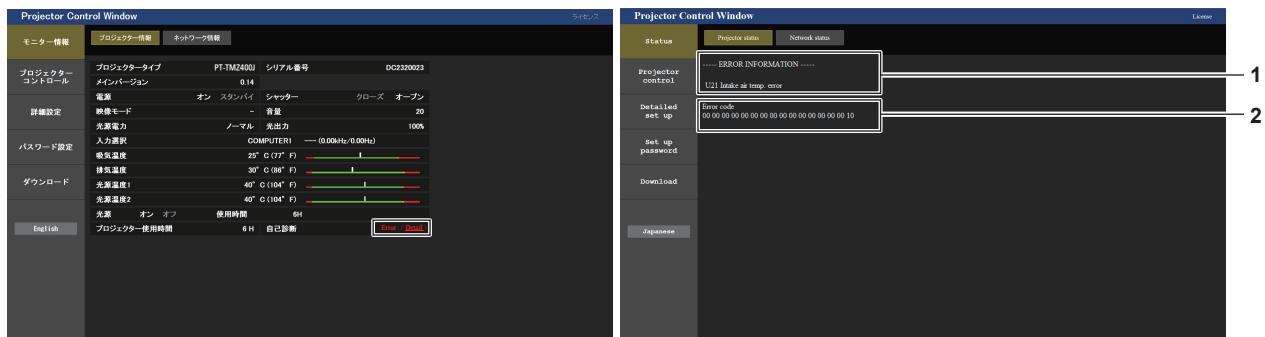 Projector Control Window
ライセンス
モニター情報
プロジェクター情報 ネットワーク情報
プロジェクター
コントロール
詳細設定
パスワード設定
ダウンロード
English
プロジェクタータイプ PT-TMZ400J シリアル番号 DC2320023
メインバージョン 0.14
電源 オン スタンバイ シャッター クローズ オープン
映像モード - 音量 20
光源電力 ノーマル 光出力 100%
入力選択 COMPUTER1 --- (0.00kHz/0.00Hz)
吸気温度 25° C (77° F)
排気温度 30° C (86° F)
光源温度1 40° C (104° F)
光源温度2 40° C (104° F)
光源 オン オフ 使用時間 6H
プロジェクター使用時間 6 H 自己診断 Error / Detail
Projector Control Window
License
Status
Projector status Network status
Projector
control
Detailed
set up
Set up
password
Download
Japanese
----- ERROR INFORMATION -----
U21 Intake air temp. error
Error code
00 00 00 00 00 00 00 00 00 00 00 00 00 00 00 10
1
2